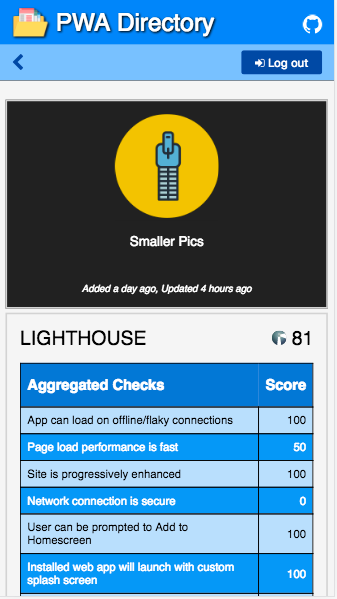 PWA Directory
Log out
Smaller Pics
Added a day ago, Updated 4 hours ago
LIGHTHOUSE 81
Aggregated Checks Score
App can load on offline/flaky connections 100
Page load performance is fast 50
Site is progressively enhanced 100
Network connection is secure 0
User can be prompted to Add to
Homescreen 100
Installed web app will launch with custom
splash screen 100